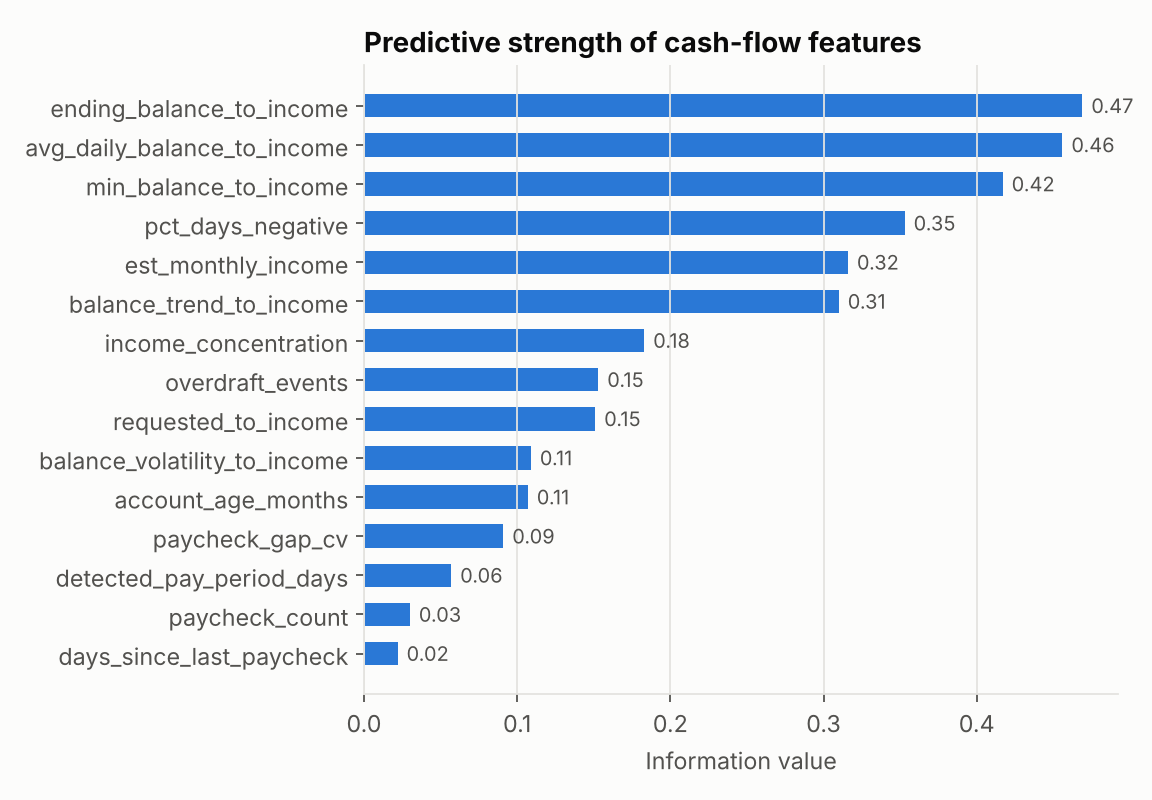 Predictive strength of cash-flow features
ending_balance_to_income 0.47
avg_daily_balance_to_income 0.46
min_balance_to_income 0.42
pct_days_negative 0.35
est_monthly_income 0.32
balance_trend_to_income 0.31
income_concentration 0.18
overdraft_events 0.15
requested_to_income 0.15
balance_volatility_to_income 0.11
account_age_months 0.11
paycheck_gap_cv 0.09
detected_pay_period_days 0.06
paycheck_count 0.03
days_since_last_paycheck 0.02
0.0 0.1 0.2 0.3 0.4
Information value